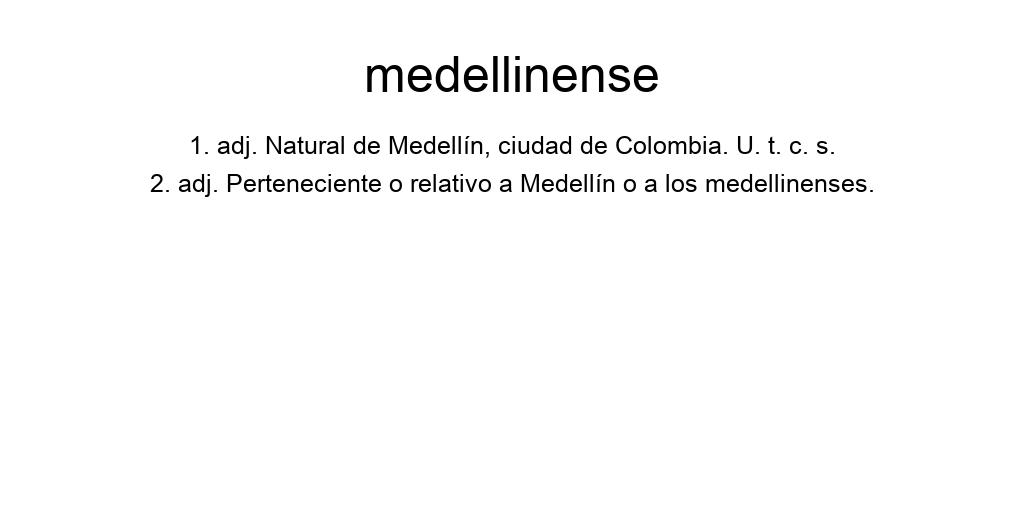 medellinense
1. adj. Natural de Medellín, ciudad de Colombia. U. t. c. s.
2. adj. Perteneciente o relativo a Medellín o a los medellinenses.